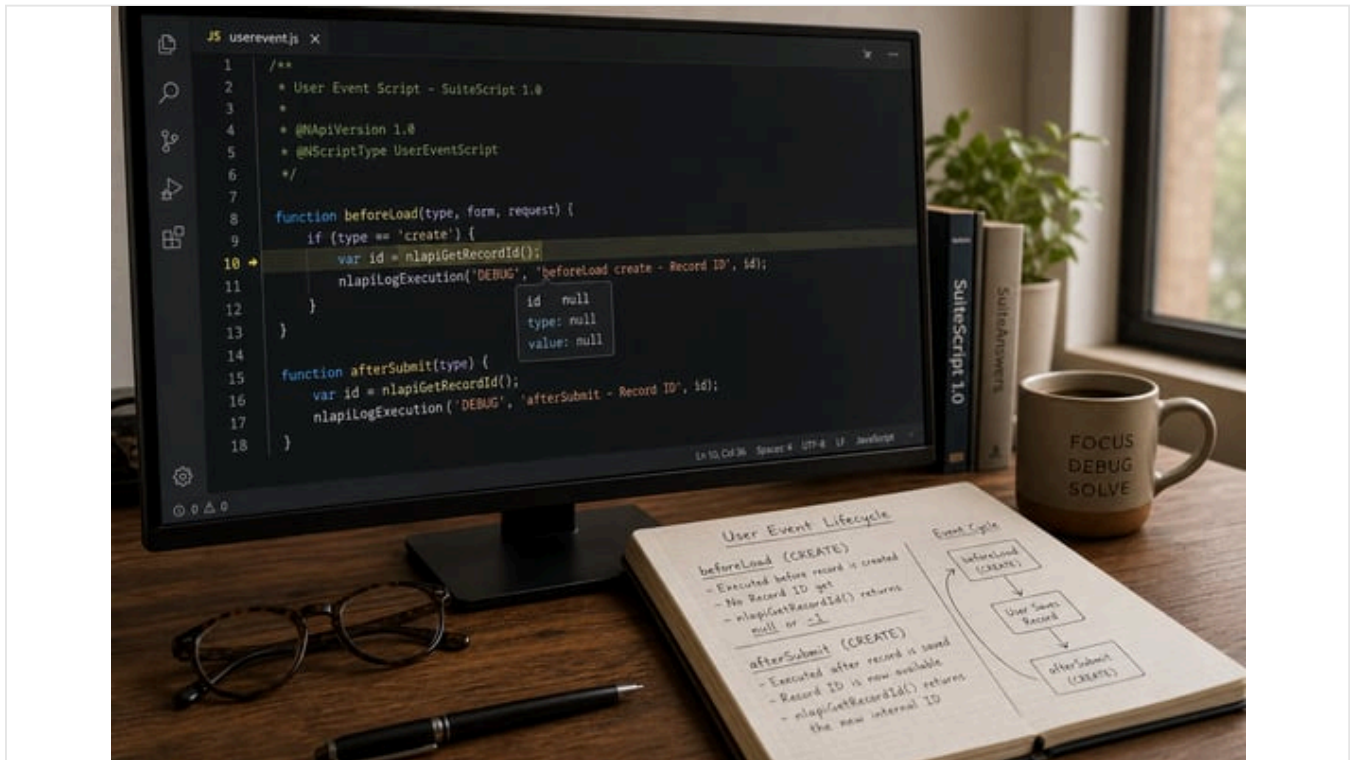 JS userevent.js ×
1 /**
2 * User Event Script - SuiteScript 1.0
3 *
4 * @NApiVersion 1.0
5 * @NScriptType UserEventScript
6 */
7
8 function beforeLoad(type, form, request) {
9 if (type == 'create') {
10 var id = nlapiGetRecordId();
11 nlapiLogExecution('DEBUG', 'beforeLoad create - Record ID', id);
12 }
13 }
14
15 function afterSubmit(type) {
16 var id = nlapiGetRecordId();
17 nlapiLogExecution('DEBUG', 'afterSubmit - Record ID', id);
18 }
id null
type: null
value: null
Ln 10, Col 36 Spaces: 4 UTF-8 LF JavaScript
0 0
SuiteScript 1.0
SuiteAnswers
FOCUS
DEBUG
SOLVE
User Event Lifecycle
beforeLoad (CREATE)
- Executed before record is created
- No Record ID yet
- nlapiGetRecordId() returns
null or -1
afterSubmit (CREATE)
- Executed after record is saved
- Record ID is now available
- nlapiGetRecordId() returns
the new internal ID
Event Cycle
beforeLoad
(CREATE)
User Saves
Record
afterSubmit
(CREATE)